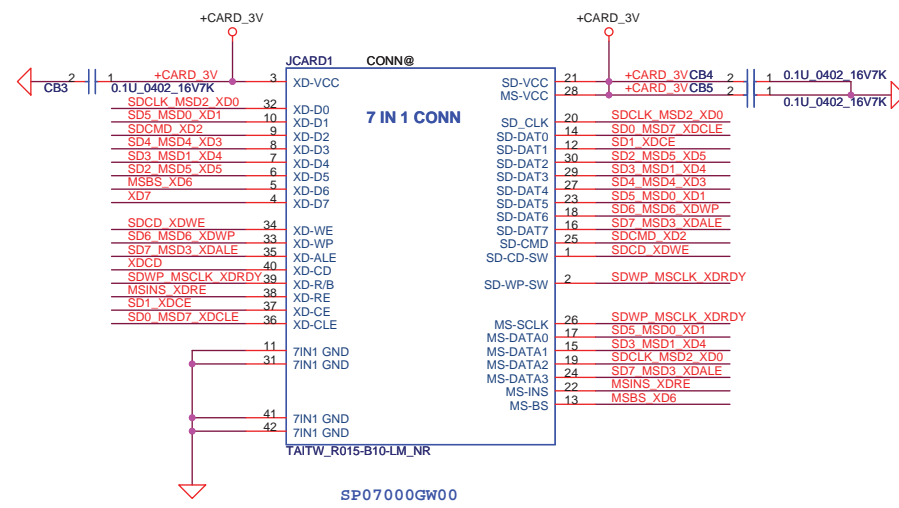 +CARD_3V
+CARD_3V
JCARD1 CONN@
CB3 2 1 +CARD_3V 3 XD-VCC
0.1U_0402_16V7K
SDCLK_MSD2_XD0 32 XD-D0
SD5_MSD0_XD1 10 XD-D1
SDCMD_XD2 9 XD-D2
SD4_MSD4_XD3 8 XD-D3
SD3_MSD1_XD4 7 XD-D4
SD2_MSD5_XD5 6 XD-D5
MSBS_XD6 5 XD-D6
XD7 4 XD-D7
SDCD_XDWE 34 XD-WE
SD6_MSD6_XDWP 33 XD-WP
SD7_MSD3_XDALE 35 XD-ALE
XDCD 40 XD-CD
SDWP_MSCLK_XDRDY 39 XD-R/B
MSINS_XDRE 38 XD-RE
SD1_XDCE 37 XD-CE
SD0_MSD7_XDCLE 36 XD-CLE
11 7IN1 GND
31 7IN1 GND
41 7IN1 GND
42 7IN1 GND
7 IN 1 CONN
SD-VCC 21 +CARD_3V CB4 2 1 0.1U_0402_16V7K
MS-VCC 28 +CARD_3V CB5 2 1 0.1U_0402_16V7K
SD_CLK 20 SDCLK_MSD2_XD0
SD-DAT0 14 SD0_MSD7_XDCLE
SD-DAT1 12 SD1_XDCE
SD-DAT2 30 SD2_MSD5_XD5
SD-DAT3 29 SD3_MSD1_XD4
SD-DAT4 27 SD4_MSD4_XD3
SD-DAT5 23 SD5_MSD0_XD1
SD-DAT6 18 SD6_MSD6_XDWP
SD-DAT7 16 SD7_MSD3_XDALE
SD-CMD 25 SDCMD_XD2
SD-CD-SW 1 SDCD_XDWE
SD-WP-SW 2 SDWP_MSCLK_XDRDY
MS-SCLK 26 SDWP_MSCLK_XDRDY
MS-DATA0 17 SD5_MSD0_XD1
MS-DATA1 15 SD3_MSD1_XD4
MS-DATA2 19 SDCLK_MSD2_XD0
MS-DATA3 24 SD7_MSD3_XDALE
MS-INS 22 MSINS_XDRE
MS-BS 13 MSBS_XD6
TAITW_R015-B10-LM_NR
SP07000GW00